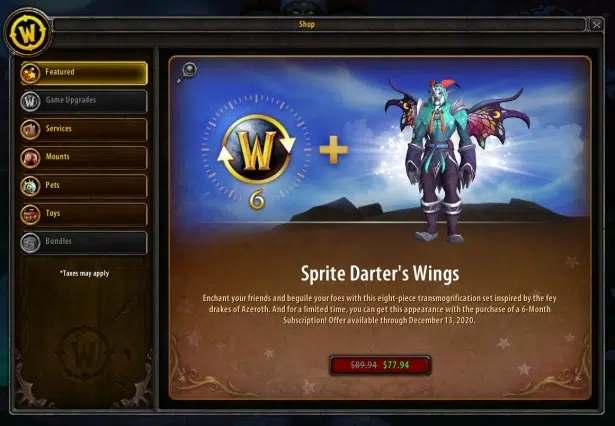 Shop
W
Featured
W
Game Upgrades
Services
Mounts
Pets
Toys
Bundles
*Taxes may apply
W
W
6
+
Sprite Darter's Wings
Enchant your friends and beguile your foes with this eight-piece transmogrification set inspired by the fey
drakes of Azeroth. And for a limited time, you can get this appearance with the purchase of a 6-Month
Subscription! Offer available through December 13, 2020.
$89.94 $77.94